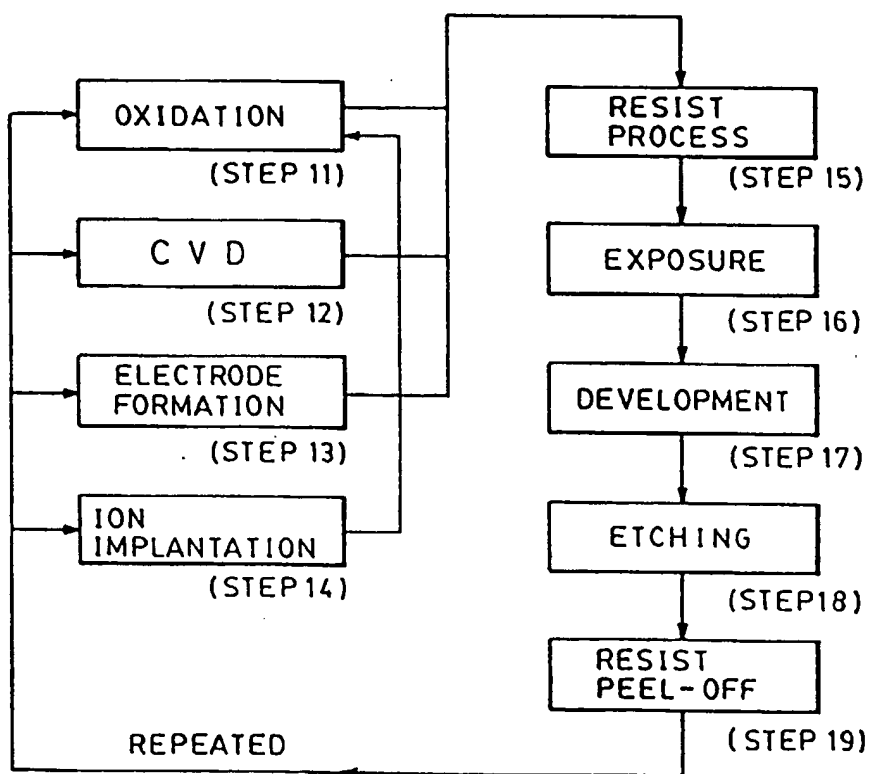 OXIDATION
(STEP 11)
C V D
(STEP 12)
ELECTRODE
FORMATION
(STEP 13)
ION
IMPLANTATION
(STEP 14)
RESIST
PROCESS
(STEP 15)
EXPOSURE
(STEP 16)
DEVELOPMENT
(STEP 17)
ETCHING
(STEP18)
RESIST
PEEL-OFF
(STEP 19)
REPEATED